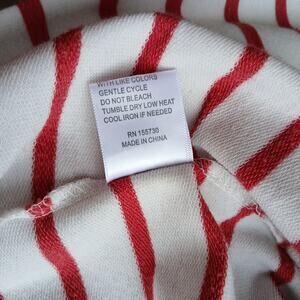 WITH LIKE COLORS
GENTLE CYCLE
DO NOT BLEACH
TUMBLE DRY LOW HEAT
COOL IRON IF NEEDED
RN 155730
MADE IN CHINA